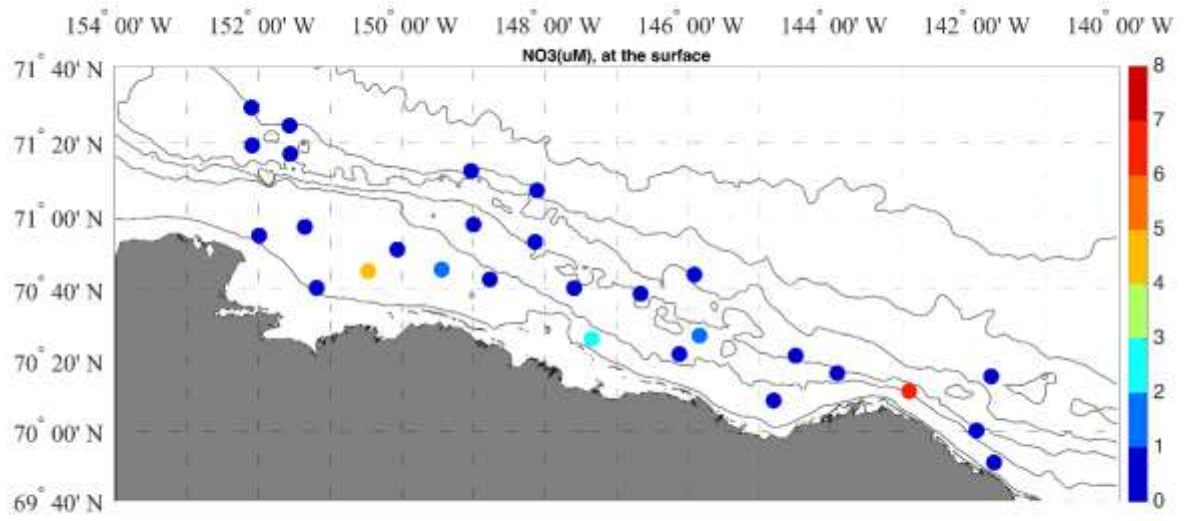 154° 00' W 152° 00' W 150° 00' W 148° 00' W 146° 00' W 144° 00' W 142° 00' W 140° 00' W
NO3(uM), at the surface
71° 40' N
71° 20' N
71° 00' N
70° 40' N
70° 20' N
70° 00' N
69° 40' N
8
7
6
5
4
3
2
1
0